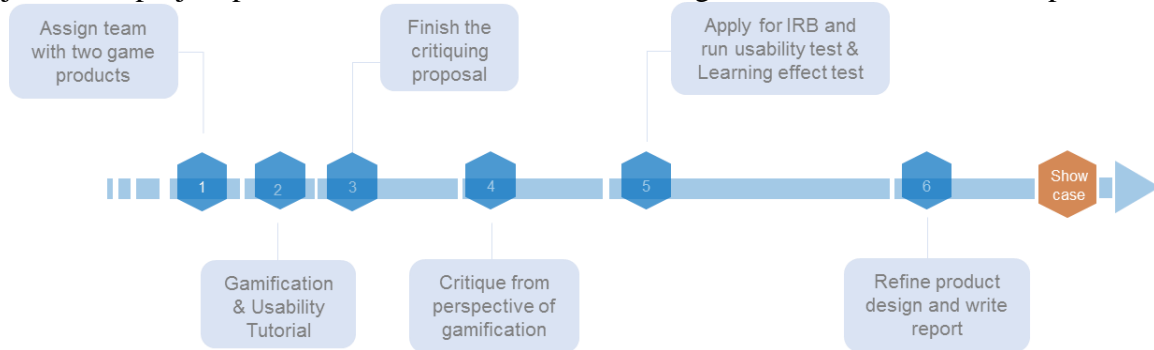 Assign team
with two game
products
Finish the
critiquing
proposal
Apply for IRB and
run usability test &
Learning effect test
1
2
3
4
5
6
Show
case
Gamification
& Usability
Tutorial
Critique from
perspective of
gamification
Refine product
design and write
report